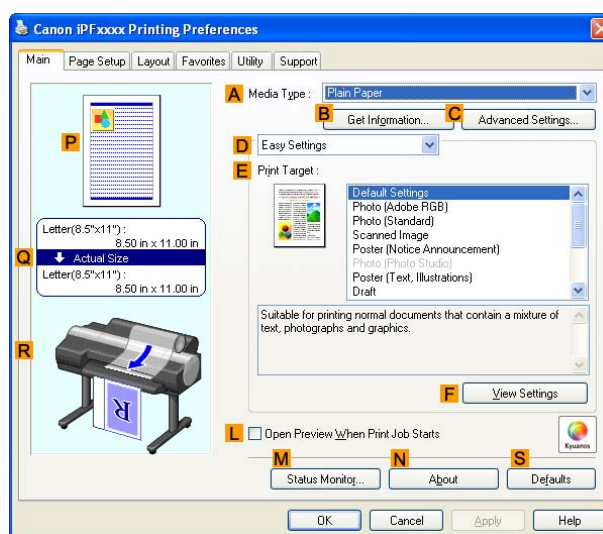 Canon iPFxxxx Printing Preferences
Main Page Setup Layout Favorites Utility Support
A Media Type : Plain Paper
B C
Get Information... Advanced Settings...
D Easy Settings
E Print Target :
Default Settings
Photo (Adobe RGB)
Photo (Standard)
Scanned Image
Poster (Notice Announcement)
Photo (Photo Studio)
Poster (Text, Illustrations)
Draft
Suitable for printing normal documents that contain a mixture of
text, photographs and graphics.
F View Settings
P
Letter(8.5"x11") :
8.50 in x 11.00 in
Q Actual Size
Letter(8.5"x11") :
8.50 in x 11.00 in
R
R
L Open Preview When Print Job Starts
Kyuanos
M N S
Status Monitor... About Defaults
OK Cancel Apply Help